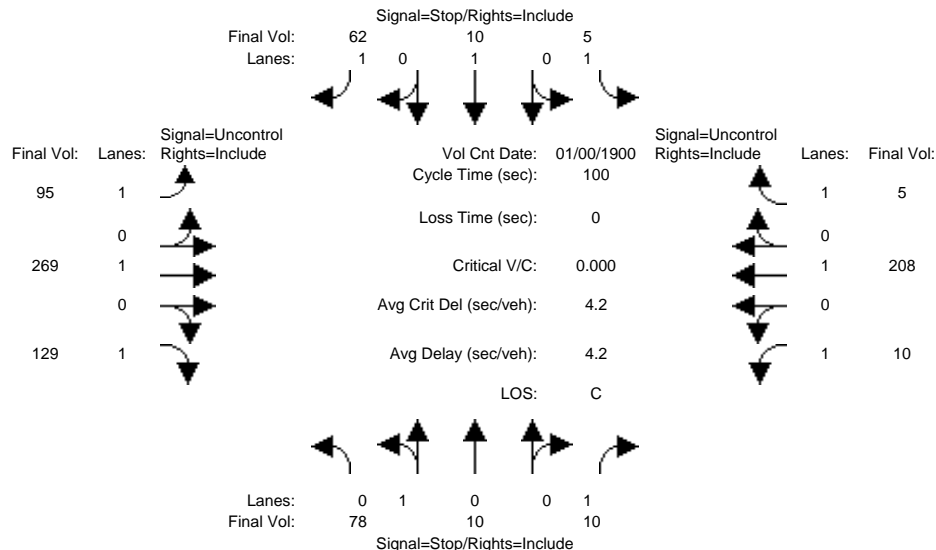 Signal=Stop/Rights=Include
Final Vol: 62 10 5
Lanes: 1 0 1 0 1
Signal=Uncontrol
Final Vol: Lanes: Rights=Include
Vol Cnt Date: 01/00/1900
Signal=Uncontrol
Rights=Include Lanes: Final Vol:
Cycle Time (sec): 100
95 1
1 5
Loss Time (sec): 0
0
0
269 1
Critical V/C: 0.000
1 208
0
Avg Crit Del (sec/veh): 4.2
0
129 1
Avg Delay (sec/veh): 4.2
1 10
LOS: C
Lanes: 0 1 0 0 1
Final Vol: 78 10 10
Signal=Stop/Rights=Include